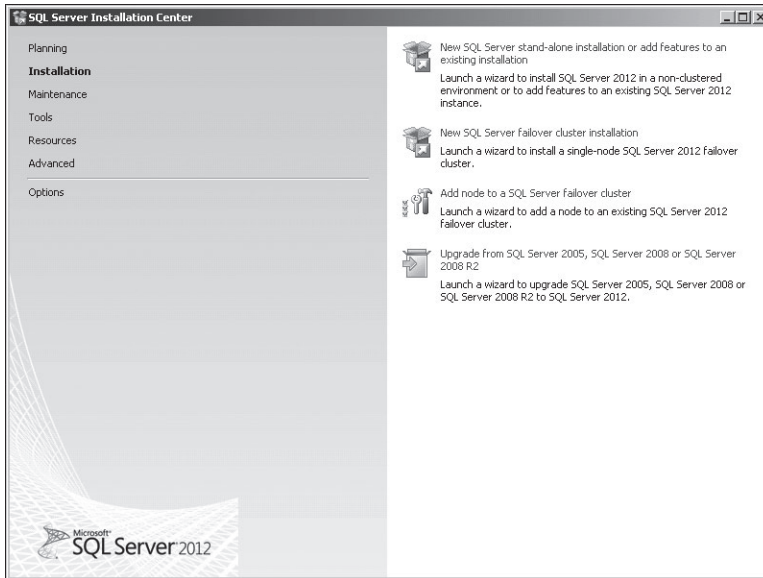 SQL Server Installation Center
Planning
Installation
Maintenance
Tools
Resources
Advanced
Options
New SQL Server stand-alone installation or add features to an
existing installation
Launch a wizard to install SQL Server 2012 in a non-clustered
environment or to add features to an existing SQL Server 2012
instance.
New SQL Server failover cluster installation
Launch a wizard to install a single-node SQL Server 2012 failover
cluster.
Add node to a SQL Server failover cluster
Launch a wizard to add a node to an existing SQL Server 2012
failover cluster.
Upgrade from SQL Server 2005, SQL Server 2008 or SQL Server
2008 R2
Launch a wizard to upgrade SQL Server 2005, SQL Server 2008 or
SQL Server 2008 R2 to SQL Server 2012.
Microsoft®
SQL Server®2012